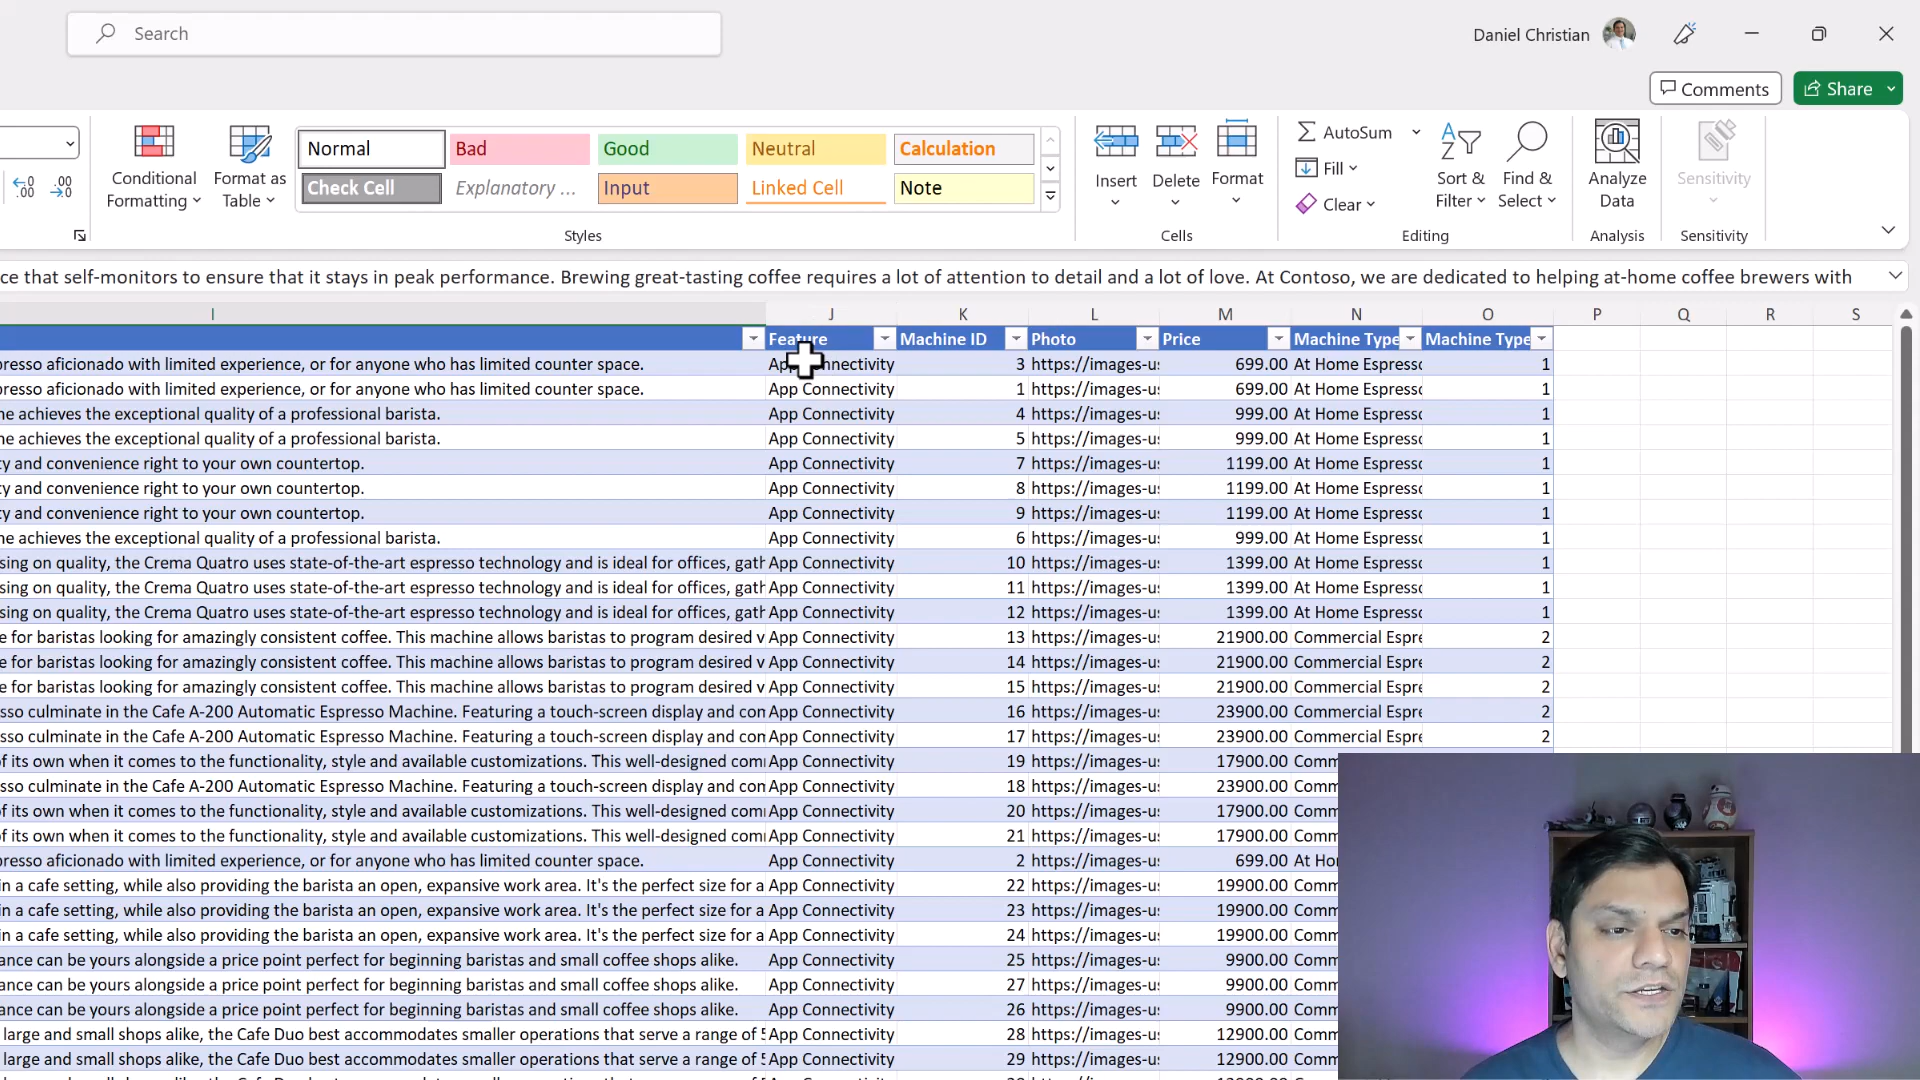 Search
Daniel Christian
Comments
Share
.00
.00
Conditional
Formatting
Format as
Table
Normal
Bad
Good
Neutral
Calculation
Check Cell
Explanatory ...
Input
Linked Cell
Note
Insert
Delete
Format
AutoSum
Fill
Clear
Sort &
Filter
Find &
Select
Analyze
Data
Sensitivity
Styles
Cells
Editing
Analysis
Sensitivity
ce that self-monitors to ensure that it stays in peak performance. Brewing great-tasting coffee requires a lot of attention to detail and a lot of love. At Contoso, we are dedicated to helping at-home coffee brewers with
I J K L M N O P Q R S
Feature Machine ID Photo Price Machine Type Machine Type
resso aficionado with limited experience, or for anyone who has limited counter space. App Connectivity 3 https://images-u 699.00 At Home Espresso 1
resso aficionado with limited experience, or for anyone who has limited counter space. App Connectivity 1 https://images-u 699.00 At Home Espresso 1
ne achieves the exceptional quality of a professional barista. App Connectivity 4 https://images-u 999.00 At Home Espresso 1
ne achieves the exceptional quality of a professional barista. App Connectivity 5 https://images-u 999.00 At Home Espresso 1
ty and convenience right to your own countertop. App Connectivity 7 https://images-u 1199.00 At Home Espresso 1
ty and convenience right to your own countertop. App Connectivity 8 https://images-u 1199.00 At Home Espresso 1
ty and convenience right to your own countertop. App Connectivity 9 https://images-u 1199.00 At Home Espresso 1
ne achieves the exceptional quality of a professional barista. App Connectivity 6 https://images-u 999.00 At Home Espresso 1
sing on quality, the Crema Quatro uses state-of-the-art espresso technology and is ideal for offices, gath App Connectivity 10 https://images-u 1399.00 At Home Espresso 1
sing on quality, the Crema Quatro uses state-of-the-art espresso technology and is ideal for offices, gath App Connectivity 11 https://images-u 1399.00 At Home Espresso 1
sing on quality, the Crema Quatro uses state-of-the-art espresso technology and is ideal for offices, gath App Connectivity 12 https://images-u 1399.00 At Home Espresso 1
e for baristas looking for amazingly consistent coffee. This machine allows baristas to program desired v App Connectivity 13 https://images-u 21900.00 Commercial Espre 2
e for baristas looking for amazingly consistent coffee. This machine allows baristas to program desired v App Connectivity 14 https://images-u 21900.00 Commercial Espre 2
e for baristas looking for amazingly consistent coffee. This machine allows baristas to program desired v App Connectivity 15 https://images-u 21900.00 Commercial Espre 2
sso culminate in the Cafe A-200 Automatic Espresso Machine. Featuring a touch-screen display and com App Connectivity 16 https://images-u 23900.00 Commercial Espre 2
sso culminate in the Cafe A-200 Automatic Espresso Machine. Featuring a touch-screen display and com App Connectivity 17 https://images-u 23900.00 Commercial Espre 2
f its own when it comes to the functionality, style and available customizations. This well-designed com App Connectivity 19 https://images-u 17900.00 Comm
sso culminate in the Cafe A-200 Automatic Espresso Machine. Featuring a touch-screen display and com App Connectivity 18 https://images-u 23900.00 Comm
f its own when it comes to the functionality, style and available customizations. This well-designed com App Connectivity 20 https://images-u 17900.00 Comm
f its own when it comes to the functionality, style and available customizations. This well-designed com App Connectivity 21 https://images-u 17900.00 Comm
resso aficionado with limited experience, or for anyone who has limited counter space. App Connectivity 2 https://images-u 699.00 At Ho
in a cafe setting, while also providing the barista an open, expansive work area. It's the perfect size for a App Connectivity 22 https://images-u 19900.00 Comm
in a cafe setting, while also providing the barista an open, expansive work area. It's the perfect size for a App Connectivity 23 https://images-u 19900.00 Comm
in a cafe setting, while also providing the barista an open, expansive work area. It's the perfect size for a App Connectivity 24 https://images-u 19900.00 Comm
ance can be yours alongside a price point perfect for beginning baristas and small coffee shops alike. App Connectivity 25 https://images-u 9900.00 Comm
ance can be yours alongside a price point perfect for beginning baristas and small coffee shops alike. App Connectivity 27 https://images-u 9900.00 Comm
ance can be yours alongside a price point perfect for beginning baristas and small coffee shops alike. App Connectivity 26 https://images-u 9900.00 Comm
large and small shops alike, the Cafe Duo best accommodates smaller operations that serve a range of 5 App Connectivity 28 https://images-u 12900.00 Comm
large and small shops alike, the Cafe Duo best accommodates smaller operations that serve a range of 5 App Connectivity 29 https://images-u 12900.00 Comm